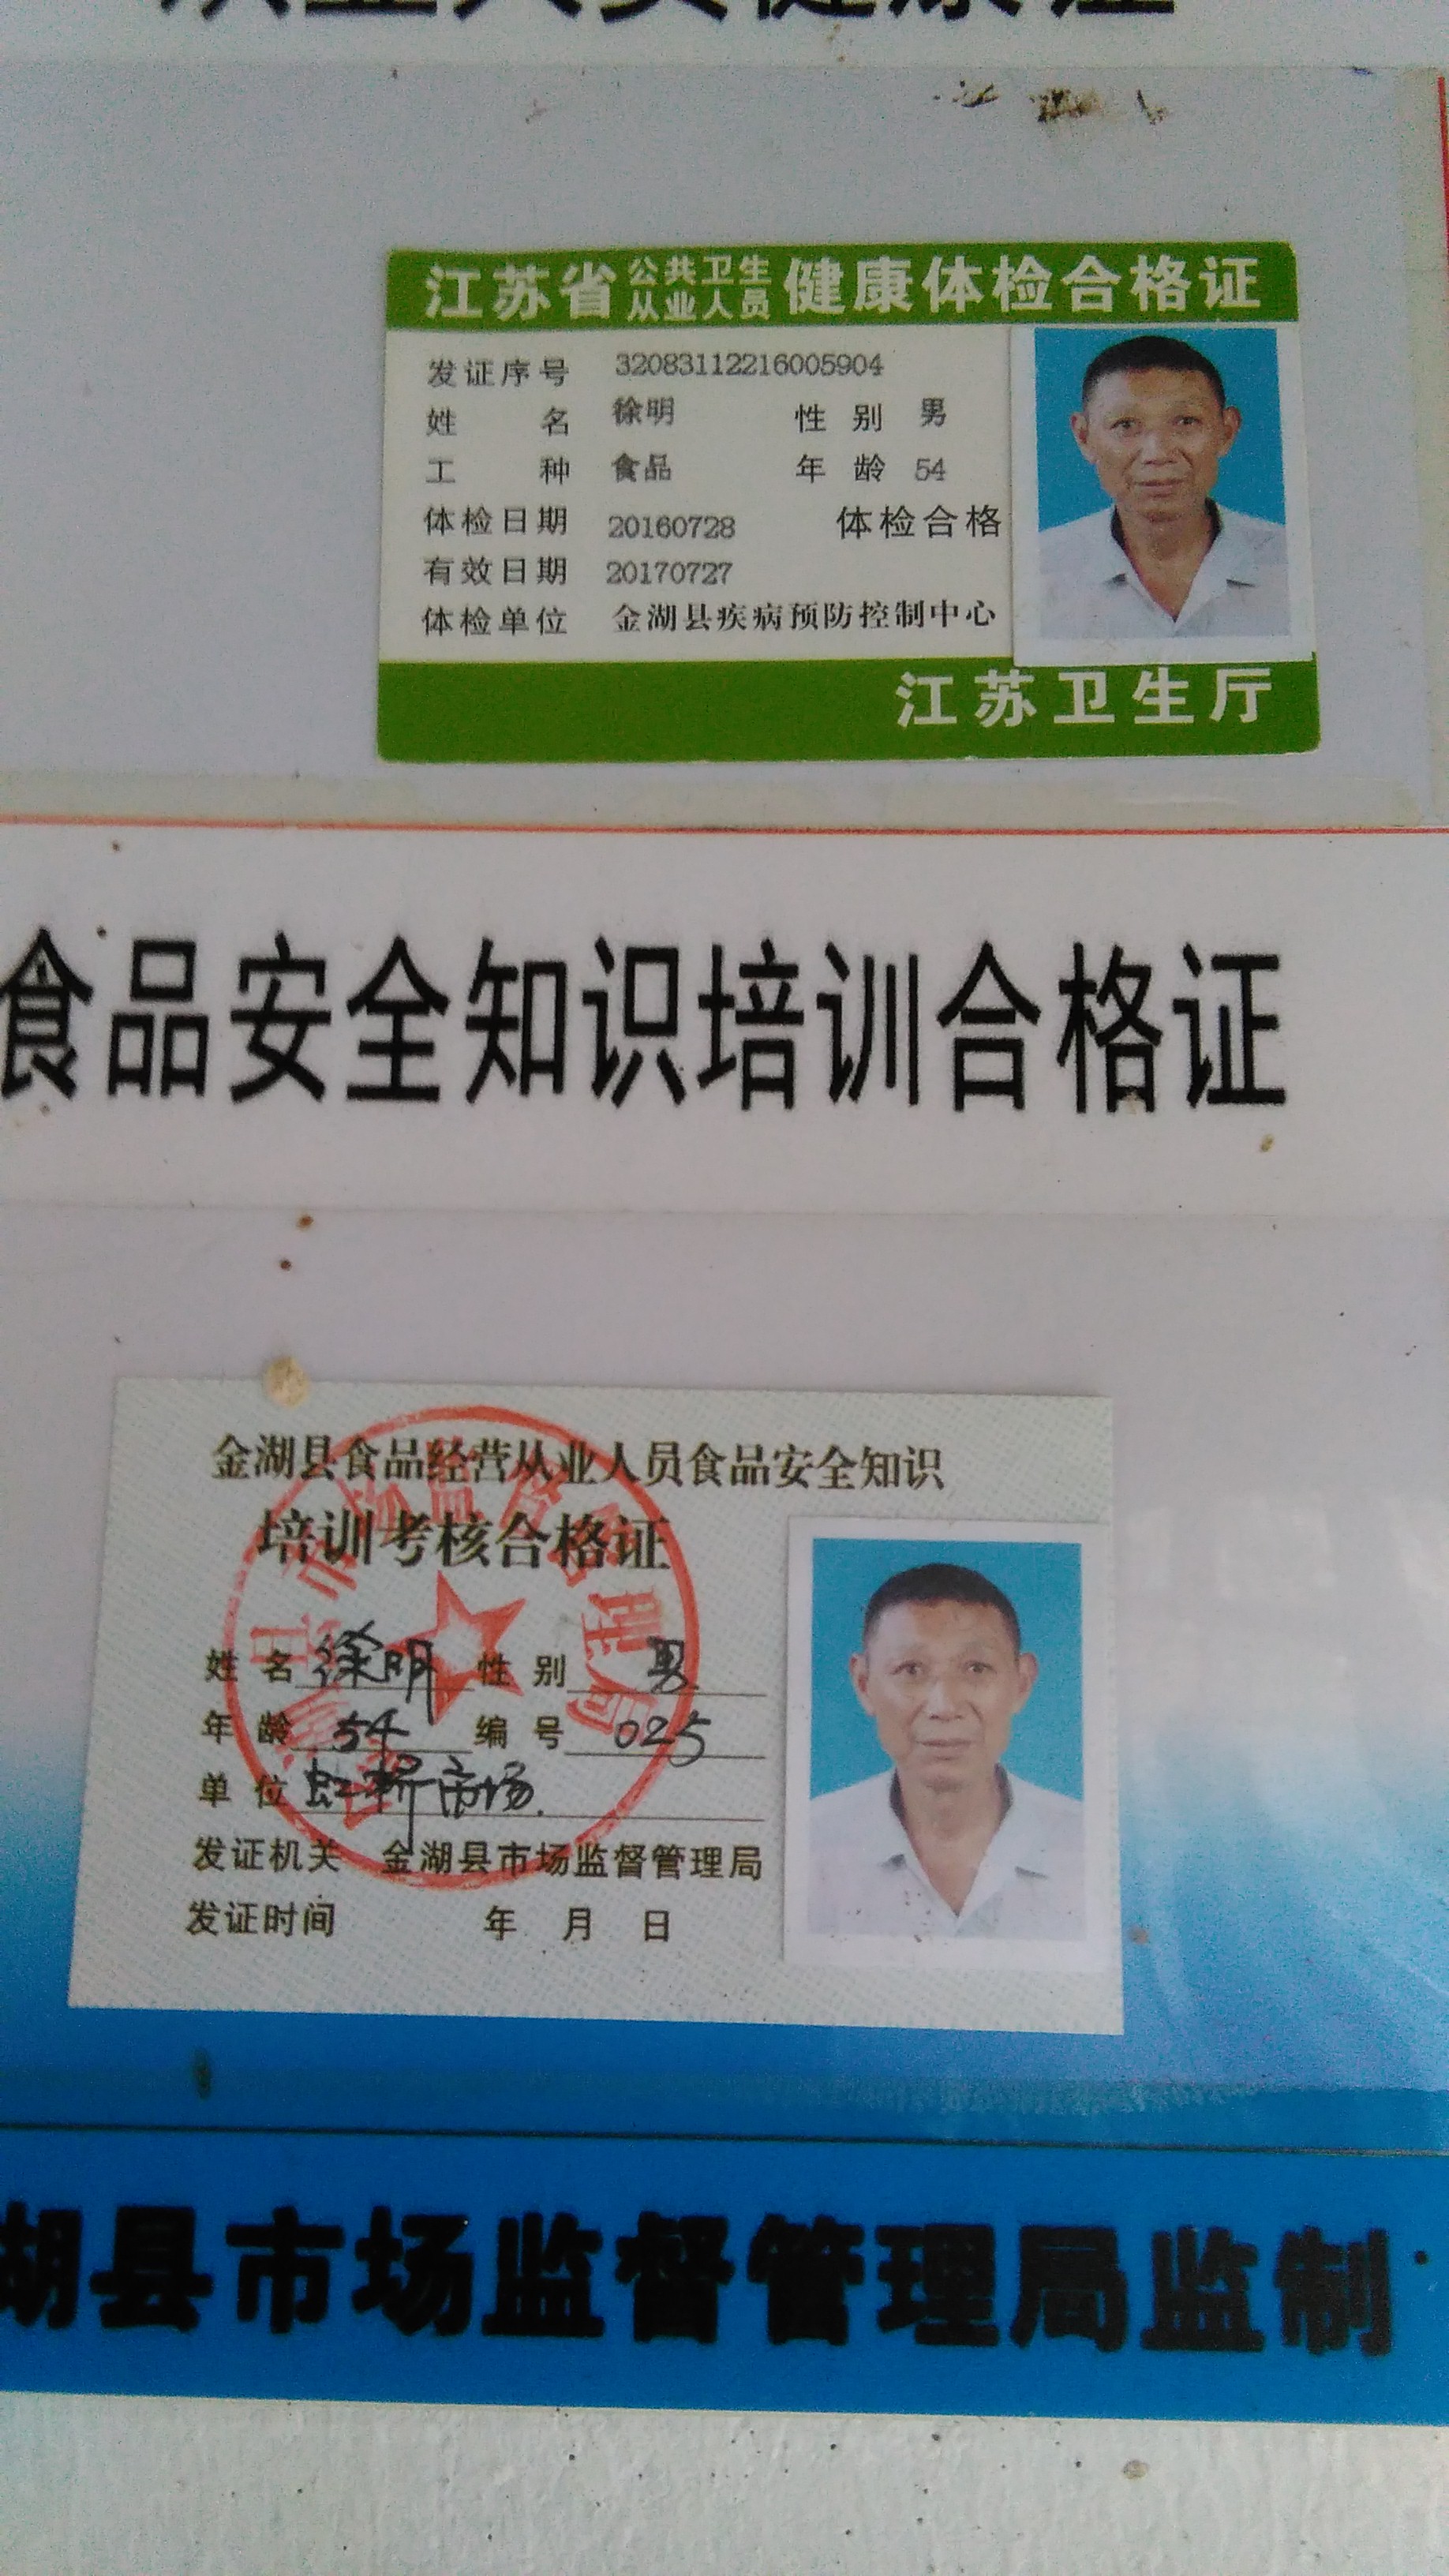 从业人员健康证
江苏省 公共卫生从业人员 健康体检合格证
发证序号 32083112216005904
姓名 徐明 性别 男
工种 食品 年龄 54
体检日期 20160728 体检合格
有效日期 20170727
体检单位 金湖县疾病预防控制中心
江苏卫生厅
食品安全知识培训合格证
金湖县食品经营从业人员食品安全知识
培训考核合格证
姓名 徐明 性别 男
年龄 54 编号 025
单位 虹桥市场.
发证机关 金湖县市场监督管理局
发证时间 年 月 日
湖县市场监督管理局监制